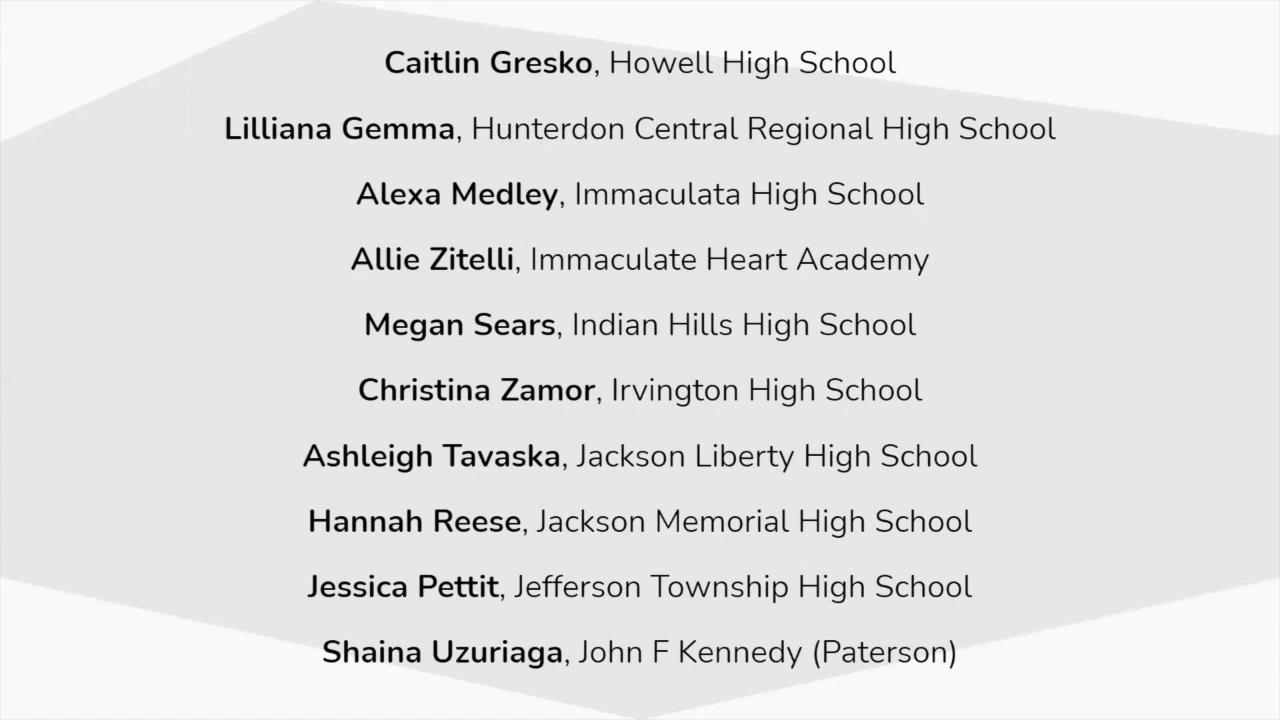 Caitlin Gresko, Howell High School
Lilliana Gemma, Hunterdon Central Regional High School
Alexa Medley, Immaculata High School
Allie Zitelli, Immaculate Heart Academy
Megan Sears, Indian Hills High School
Christina Zamor, Irvington High School
Ashleigh Tavaska, Jackson Liberty High School
Hannah Reese, Jackson Memorial High School
Jessica Pettit, Jefferson Township High School
Shaina Uzuriaga, John F Kennedy (Paterson)